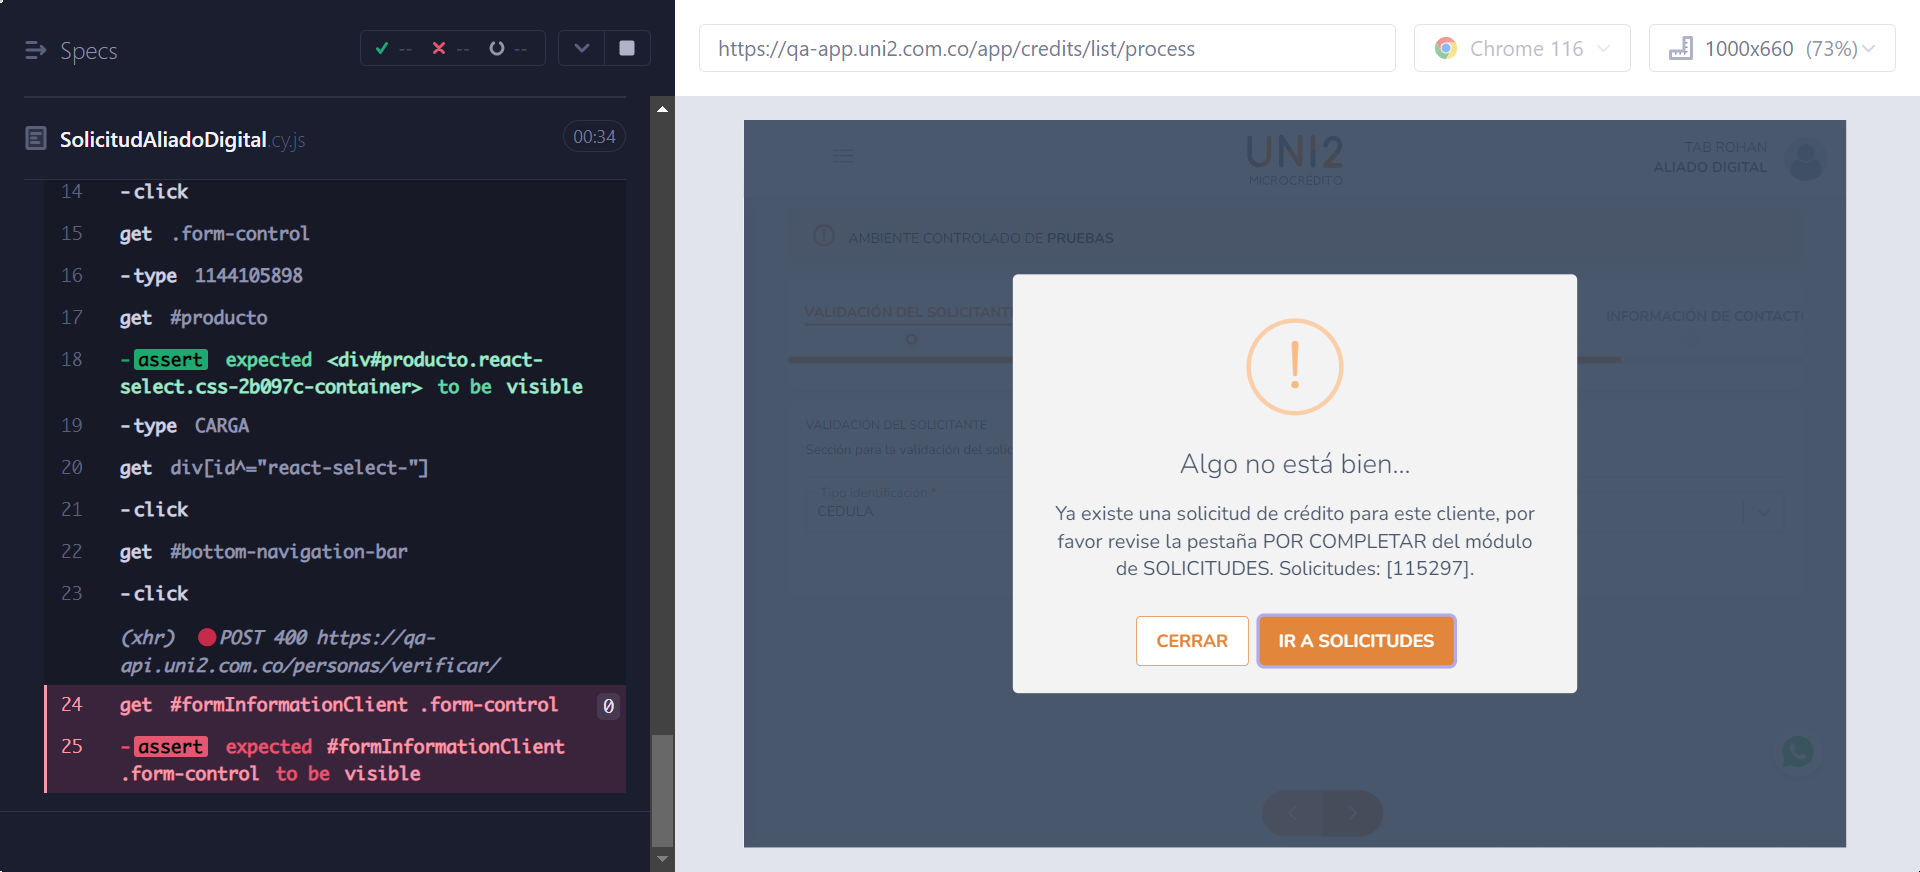 Specs
-- -- --
SolicitudAliadoDigital.cy.js
00:34
14 -click
15 get .form-control
16 -type 1144105898
17 get #producto
18 -assert expected <div#producto.react-
select.css-2b097c-container> to be visible
19 -type CARGA
20 get div[id^="react-select-"]
21 -click
22 get #bottom-navigation-bar
23 -click
(xhr) POST 400 https://qa-
api.uni2.com.co/personas/verificar/
24 get #formInformationClient .form-control 0
25 -assert expected #formInformationClient
.form-control to be visible
https://qa-app.uni2.com.co/app/credits/list/process
Chrome 116
1000x660 (73%)
UNI2
MICROCRÉDITO
TAB ROHAN
ALIADO DIGITAL
AMBIENTE CONTROLADO DE PRUEBAS
VALIDACIÓN DEL SOLICITANT
INFORMACIÓN DE CONTACT
VALIDACIÓN DEL SOLICITANTE
Sección para la validación del solic
Tipo identificación *
CEDULA
Algo no está bien...
Ya existe una solicitud de crédito para este cliente, por
favor revise la pestaña POR COMPLETAR del módulo
de SOLICITUDES. Solicitudes: [115297].
CERRAR
IR A SOLICITUDES